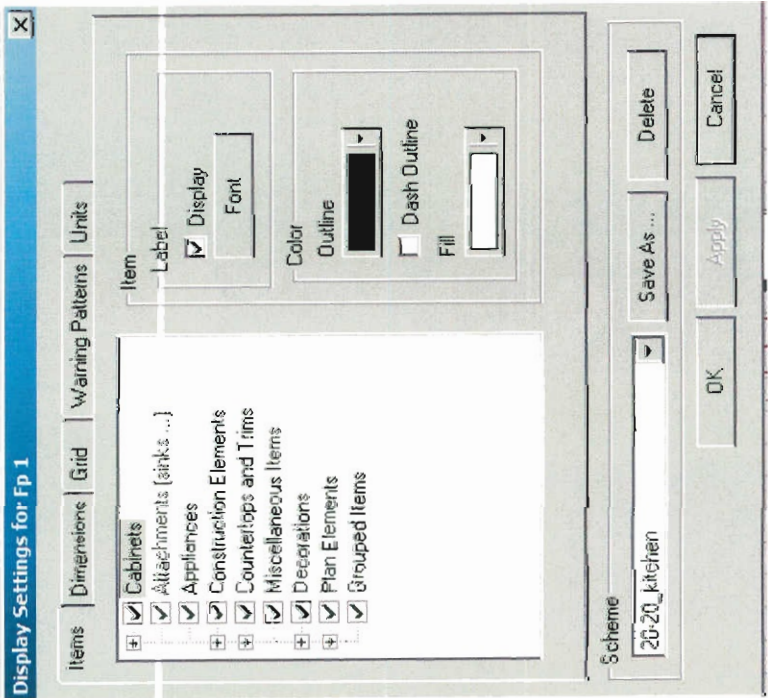 Display Settings for Fp 1
Items
Dimensions
Grid
Warning Patterns
Units
Cabinets
Attachments (sinks ...)
Appliances
Construction Elements
Countertops and Trims
Miscellaneous Items
Decorations
Plan Elements
Grouped Items
Item
Label
Display
Font
Color
Outline
Dash Outline
Fill
Scheme
20-20_kitchen
Save As ...
Delete
OK
Apply
Cancel